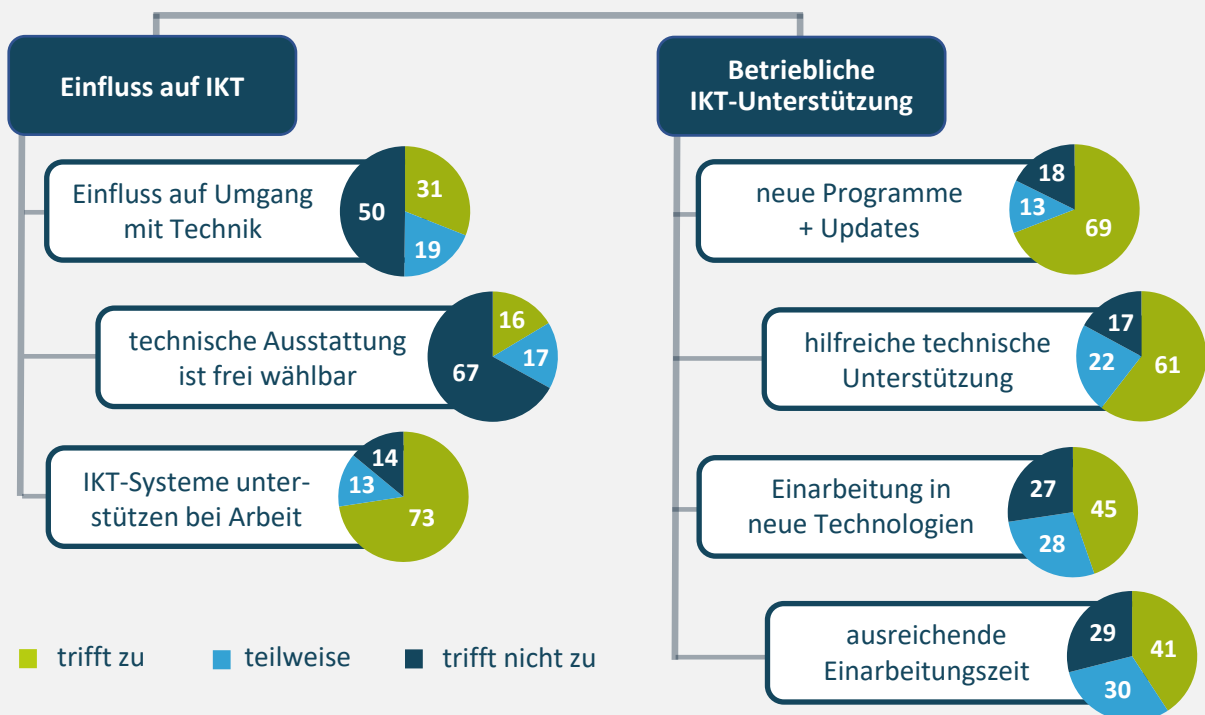 Einfluss auf IKT
Einfluss auf Umgang
mit Technik
50
31
19
technische Ausstattung
ist frei wählbar
67
16
17
IKT-Systeme unter-
stützen bei Arbeit
14
13
73
Betriebliche
IKT-Unterstützung
neue Programme
+ Updates
18
13
69
hilfreiche technische
Unterstützung
17
22
61
Einarbeitung in
neue Technologien
27
45
28
ausreichende
Einarbeitungszeit
29
41
30
trifft zu
teilweise
trifft nicht zu